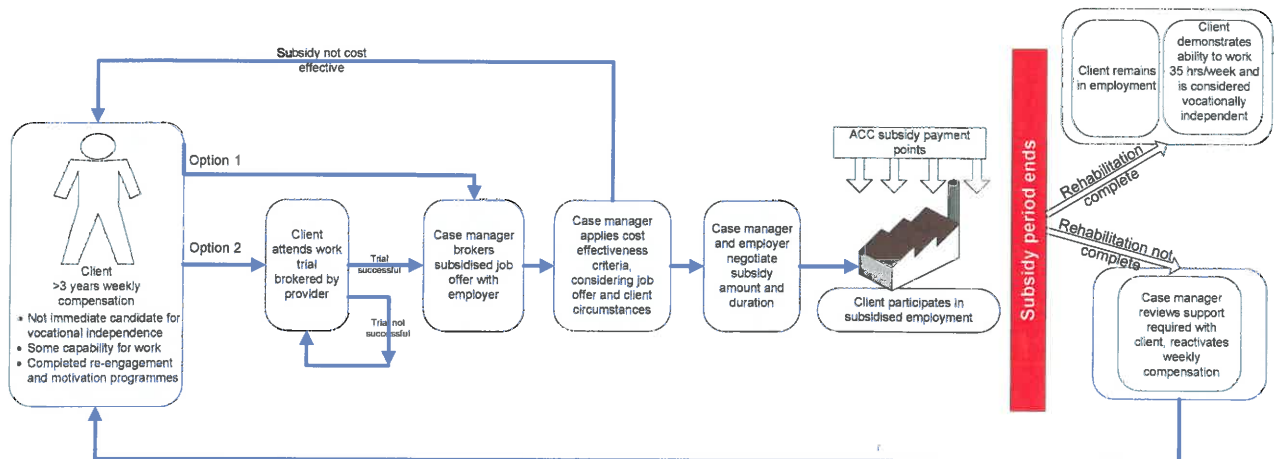 Subsidy not cost
effective
Option 1
Option 2
Client
>3 years weekly
compensation
• Not immediate candidate for
vocational independence
• Some capability for work
• Completed re-engagement
and motivation programmes
Client
attends work
trial
brokered by
provider
Trial
successful
Trial not
successful
Case manager
brokers
subsidised job
offer with
employer
Case manager
applies cost
effectiveness
criteria,
considering job
offer and client
circumstances
Case manager
and employer
negotiate
subsidy
amount and
duration
ACC subsidy payment
points
Client participates in
subsidised employment
Subsidy period ends
Rehabilitation
complete
Rehabilitation not
complete
Client remains
in employment
Client
demonstrates
ability to work
35 hrs/week and
is considered
vocationally
independent
Case manager
reviews support
required with
client, reactivates
weekly
compensation